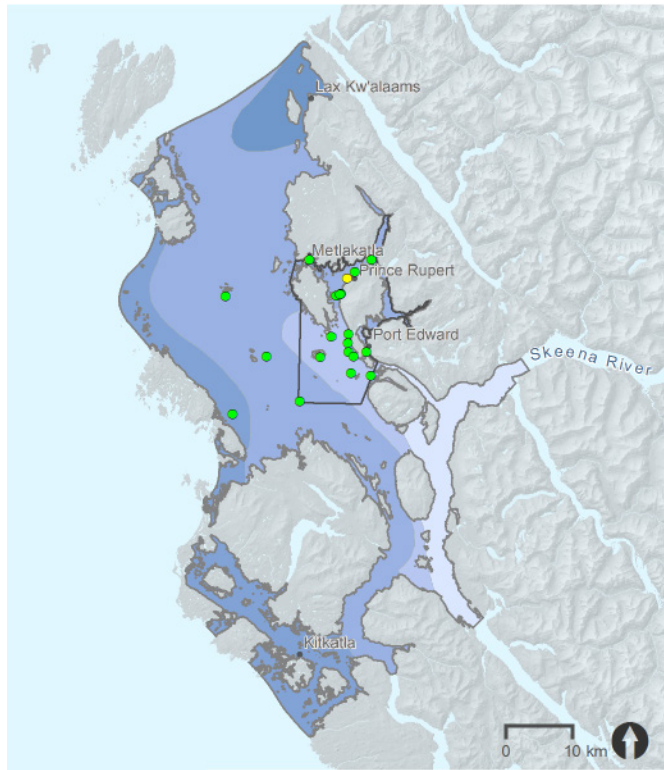 Lax Kw'alaams
Metlakatla
Prince Rupert
Port Edward
Skeena River
Kitkatla
0 10 km